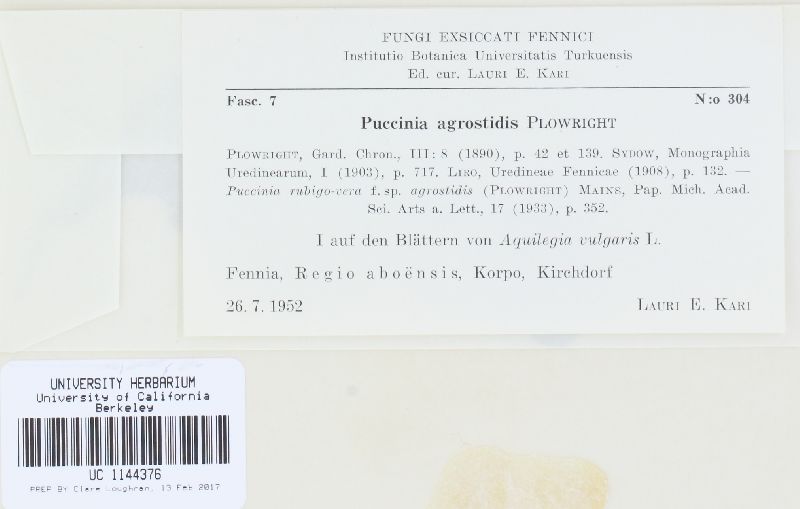 FUNGI EXSICCATI FENNICI
Institutio Botanica Universitatis Turkuensis
Ed. cur. LAURI E. KARI
Fasc. 7 N:o 304
Puccinia agrostidis PLOWRIGHT
PLOWRIGHT, Gard. Chron., III: 8 (1890), p. 42 et 139. SYDOW, Monographia
Uredinearum, I (1903), p. 717. LIRO, Uredineae Fennicae (1908), p. 132. —
Puccinia rubigo-vera f. sp. agrostidis (PLOWRIGHT) MAINS, Pap. Mich. Acad.
Sci. Arts a. Lett., 17 (1933), p. 352.
I auf den Blättern von Aquilegia vulgaris L.
Fennia, Regio aboënsis, Korpo, Kirchdorf
26. 7. 1952 LAURI E. KARI
UNIVERSITY HERBARIUM
University of California
Berkeley
UC 1144376
PREP BY Clare Loughran, 13 Feb 2017